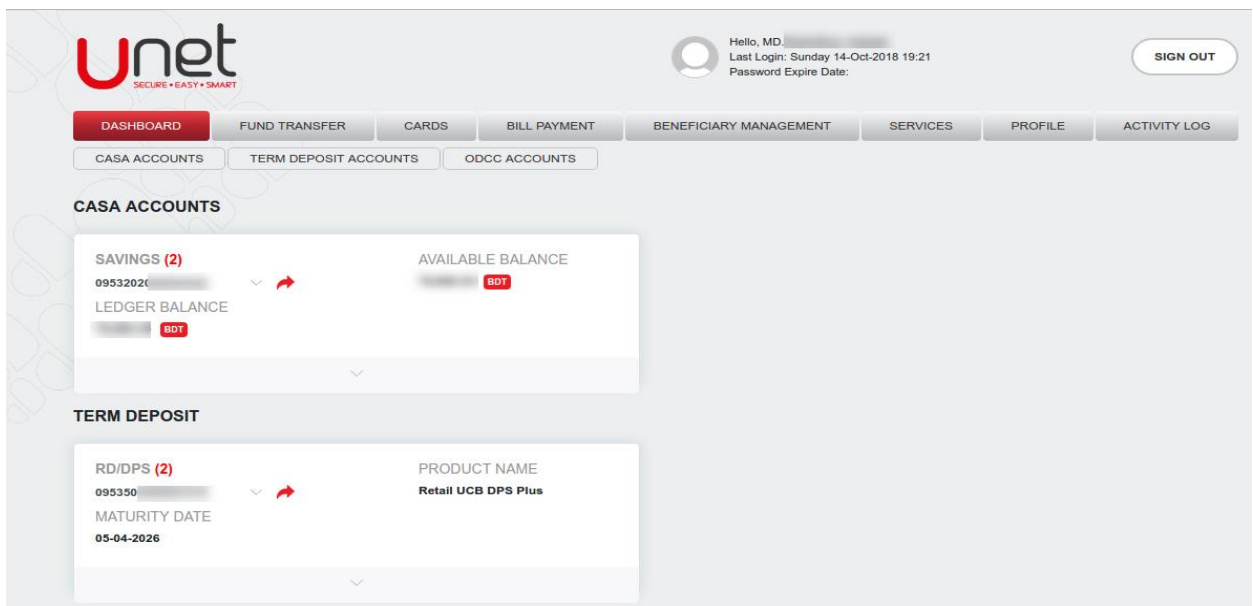 unet
SECURE • EASY • SMART
Hello, MD.
Last Login: Sunday 14-Oct-2018 19:21
Password Expire Date:
SIGN OUT
DASHBOARD FUND TRANSFER CARDS BILL PAYMENT BENEFICIARY MANAGEMENT SERVICES PROFILE ACTIVITY LOG
CASA ACCOUNTS TERM DEPOSIT ACCOUNTS ODCC ACCOUNTS
CASA ACCOUNTS
SAVINGS (2) AVAILABLE BALANCE
BDT
LEDGER BALANCE
BDT
TERM DEPOSIT
RD/DPS (2) PRODUCT NAME
Retail UCB DPS Plus
MATURITY DATE
05-04-2026